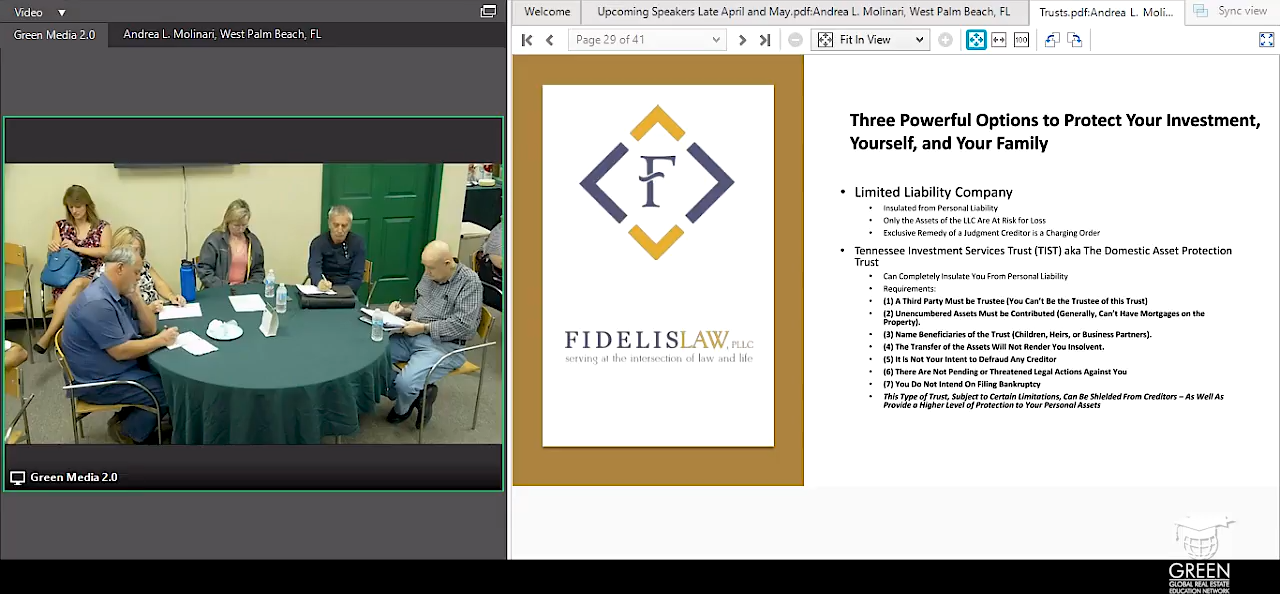 Video
Green Media 2.0
Andrea L. Molinari, West Palm Beach, FL
Green Media 2.0
Welcome
Upcoming Speakers Late April and May.pdf:Andrea L. Molinari, West Palm Beach, FL
Trusts.pdf:Andrea L. Moli...
Sync view
Page 29 of 41
Fit In View
100
F
FIDELISLAW, PLLC
serving at the intersection of law and life
Three Powerful Options to Protect Your Investment,
Yourself, and Your Family
• Limited Liability Company
• Insulated from Personal Liability
• Only the Assets of the LLC Are At Risk for Loss
• Exclusive Remedy of a Judgment Creditor is a Charging Order
• Tennessee Investment Services Trust (TIST) aka The Domestic Asset Protection
Trust
• Can Completely Insulate You From Personal Liability
• Requirements:
• (1) A Third Party Must be Trustee (You Can't Be the Trustee of this Trust)
• (2) Unencumbered Assets Must be Contributed (Generally, Can't Have Mortgages on the
Property).
• (3) Name Beneficiaries of the Trust (Children, Heirs, or Business Partners).
• (4) The Transfer of the Assets Will Not Render You Insolvent.
• (5) It Is Not Your Intent to Defraud Any Creditor
• (6) There Are Not Pending or Threatened Legal Actions Against You
• (7) You Do Not Intend On Filing Bankruptcy
• This Type of Trust, Subject to Certain Limitations, Can Be Shielded From Creditors – As Well As
Provide a Higher Level of Protection to Your Personal Assets
GREEN
GLOBAL REAL ESTATE
EDUCATION NETWORK